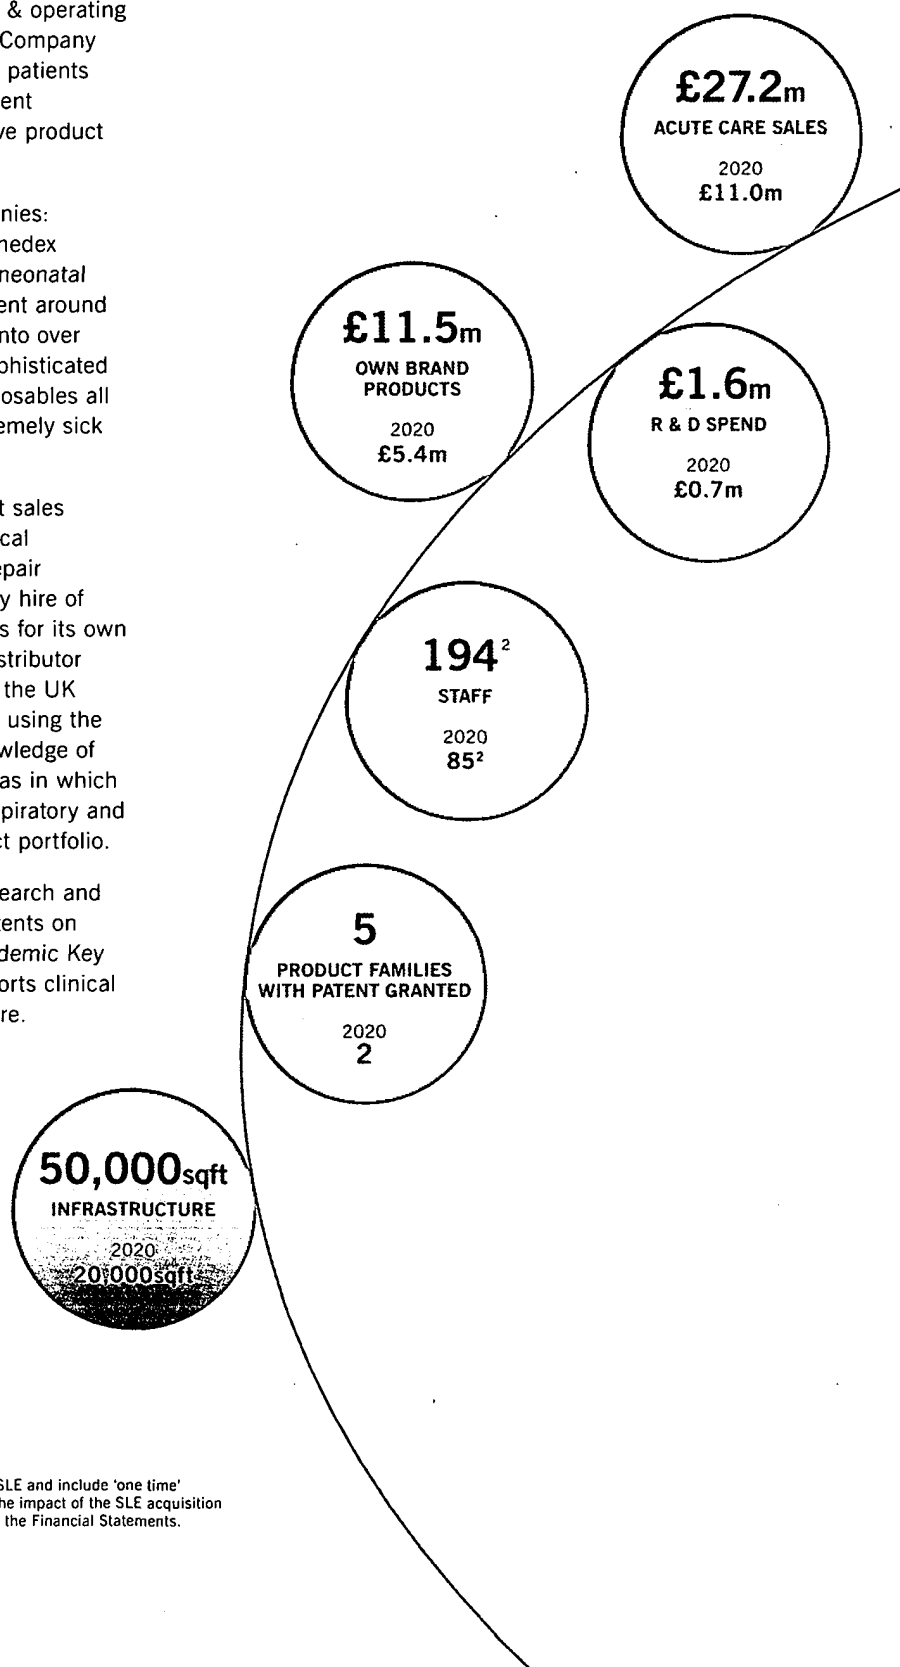 & operating
Company
patients
ent
ve product
nies:
nedex
neonatal
ent around
nto over
phisticated
osables all
emely sick
t sales
cal
epair
y hire of
s for its own
stributor
the UK
using the
wledge of
as in which
piratory and
ct portfolio.
earch and
tents on
demic Key
orts clinical
re.
£27.2m
ACUTE CARE SALES
2020
£11.0m
£11.5m
OWN BRAND
PRODUCTS
2020
£5.4m
£1.6m
R & D SPEND
2020
£0.7m
194²
STAFF
2020
85²
5
PRODUCT FAMILIES
WITH PATENT GRANTED
2020
2
50,000sqft
INFRASTRUCTURE
2020
20,000sqft
SLE and include ‘one time’
he impact of the SLE acquisition
the Financial Statements.